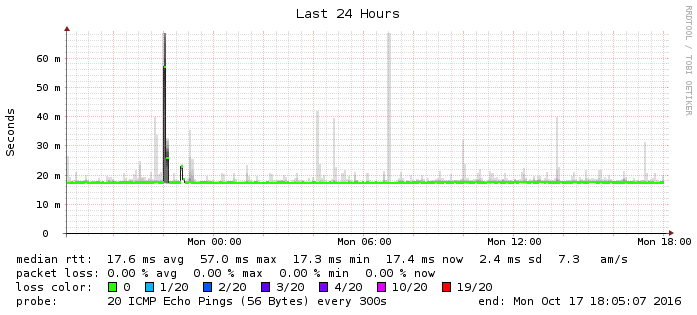 Last 24 Hours
RRDTOOL / TOBI OETIKER
Seconds
60 m
50 m
40 m
30 m
20 m
10 m
0
Mon 00:00 Mon 06:00 Mon 12:00 Mon 18:00
median rtt: 17.6 ms avg 57.0 ms max 17.3 ms min 17.4 ms now 2.4 ms sd 7.3 am/s
packet loss: 0.00 % avg 0.00 % max 0.00 % min 0.00 % now
loss color: 0 1/20 2/20 3/20 4/20 10/20 19/20
probe: 20 ICMP Echo Pings (56 Bytes) every 300s end: Mon Oct 17 18:05:07 2016